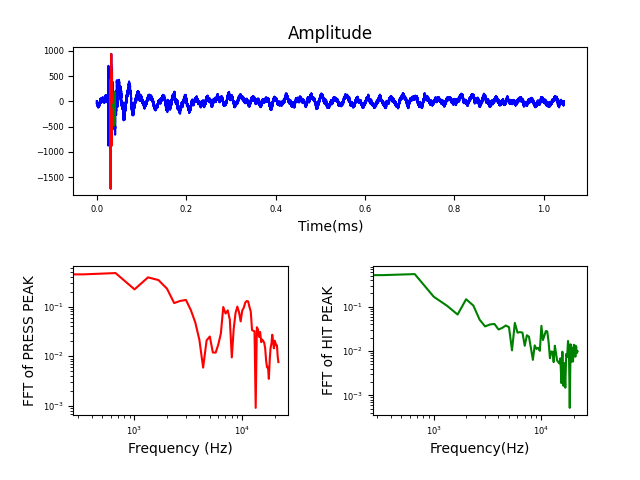 Amplitude
1000
500
0
−500
−1000
−1500
0.0 0.2 0.4 0.6 0.8 1.0
Time(ms)
FFT of PRESS PEAK
10⁻¹
10⁻²
10⁻³
10³ 10⁴
Frequency (Hz)
FFT of HIT PEAK
10⁻¹
10⁻²
10⁻³
10³ 10⁴
Frequency(Hz)